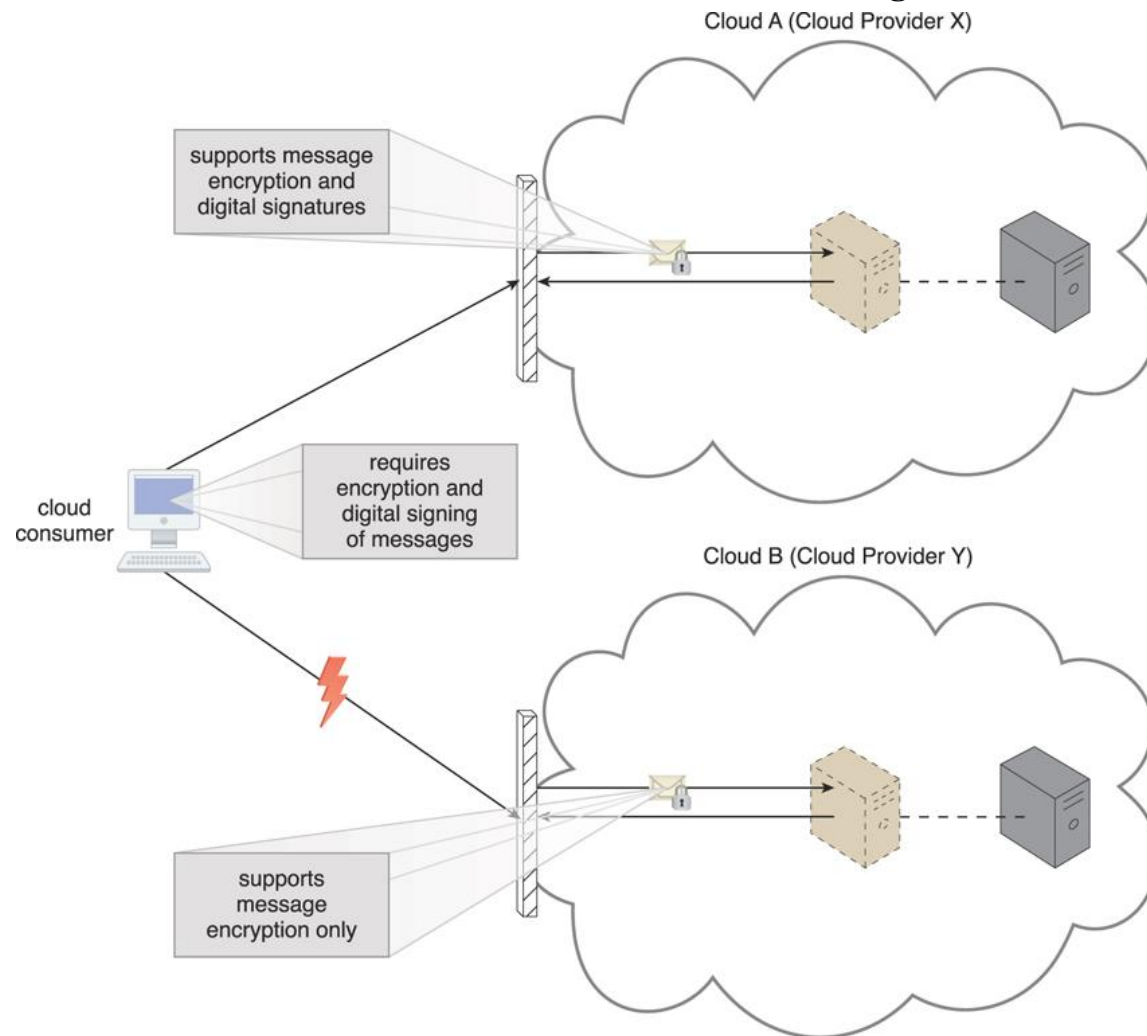 Cloud A (Cloud Provider X)
supports message
encryption and
digital signatures
requires
encryption and
digital signing
of messages
cloud
consumer
Cloud B (Cloud Provider Y)
supports
message
encryption only